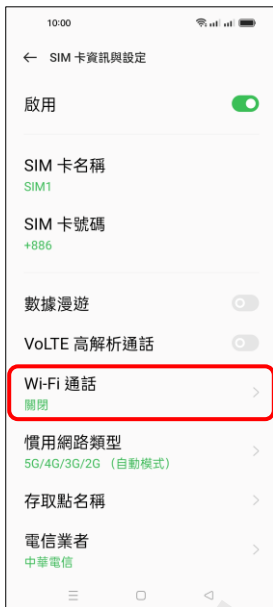 10:00
← SIM 卡資訊與設定
啟用
SIM 卡名稱
SIM1
SIM 卡號碼
+886
數據漫遊
VoLTE 高解析通話
Wi-Fi 通話
關閉
慣用網路類型
5G/4G/3G/2G （自動模式）
存取點名稱
電信業者
中華電信